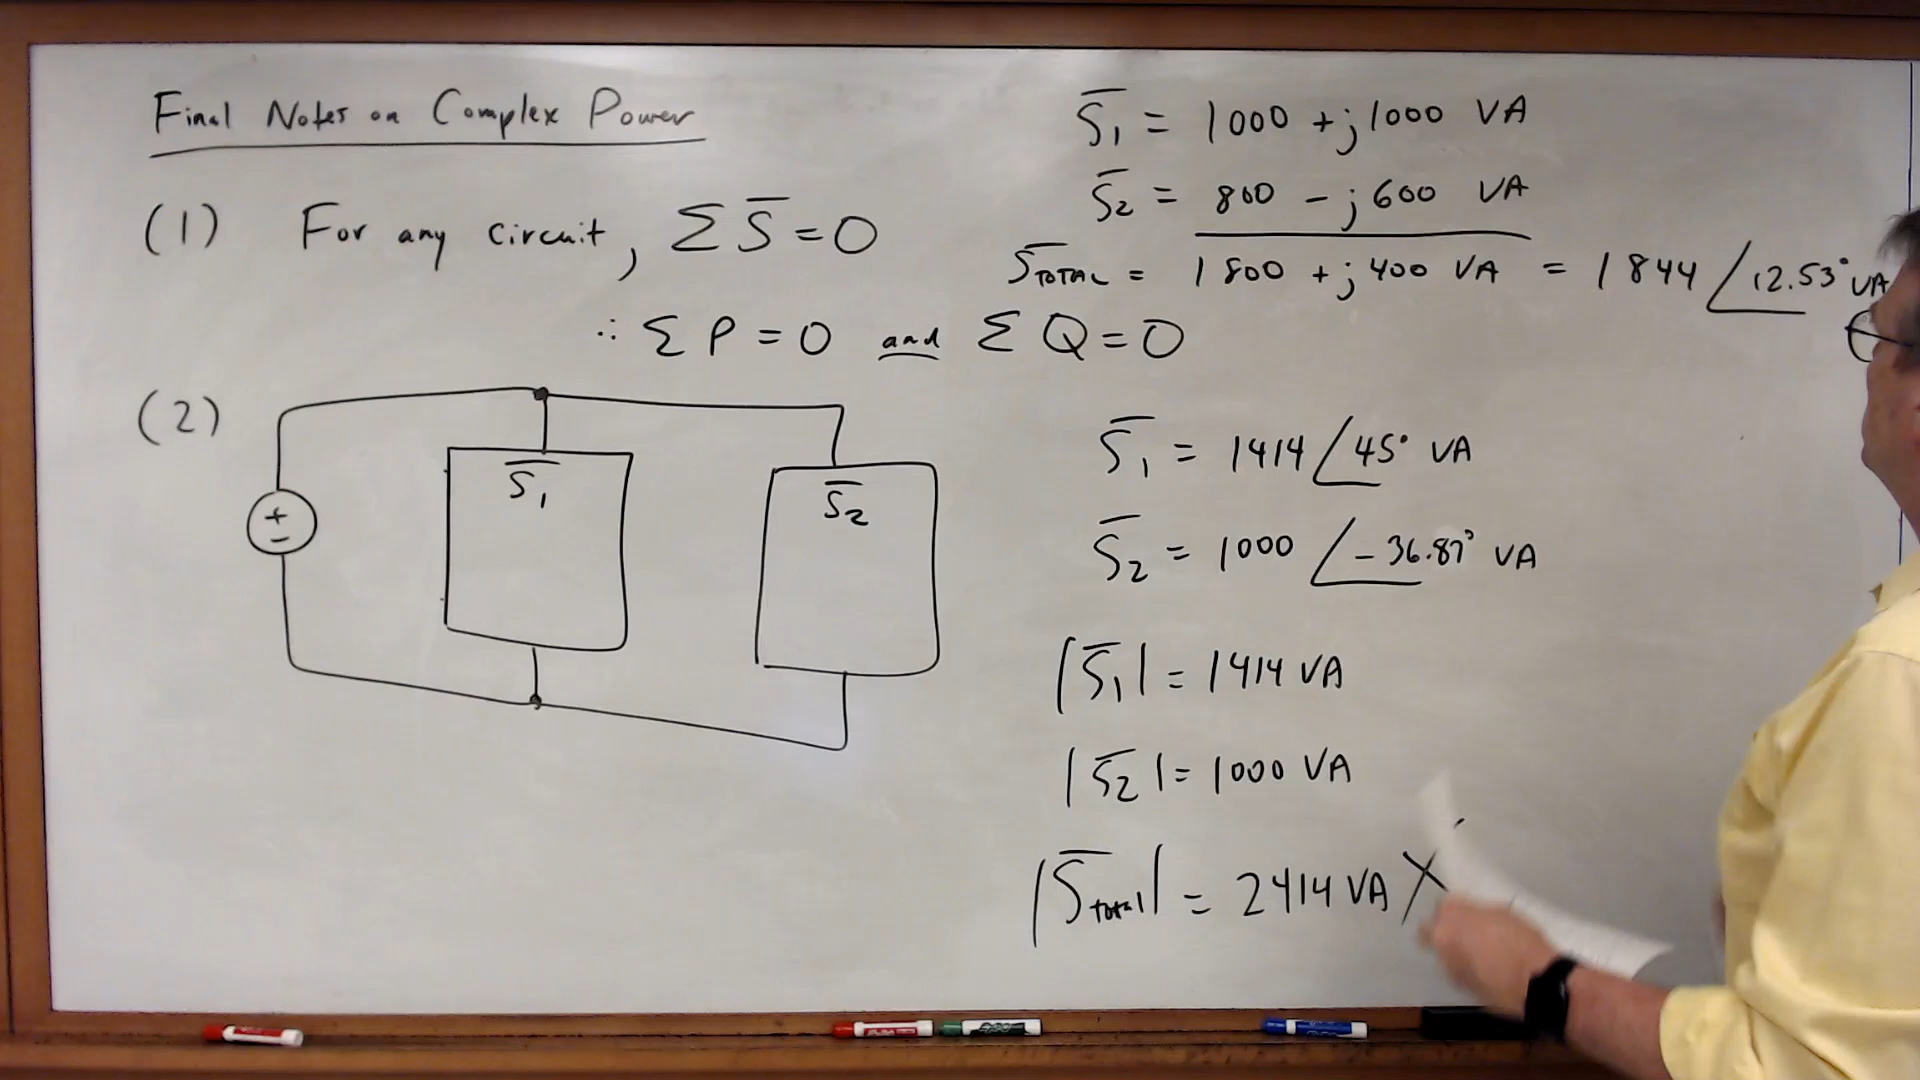 Final Notes on Complex Power
(1) For any circuit, Σ S̅ = 0
∴ Σ P = 0 and Σ Q = 0
(2)
+
−
S̅₁
S̅₂
S̅₁ = 1000 + j1000 VA
S̅₂ = 800 − j600 VA
S̅TOTAL = 1800 + j400 VA = 1844 ∠12.53° VA
S̅₁ = 1414 ∠45° VA
S̅₂ = 1000 ∠−36.87° VA
|S̅₁| = 1414 VA
|S̅₂| = 1000 VA
|S̅total| = 2414 VA X